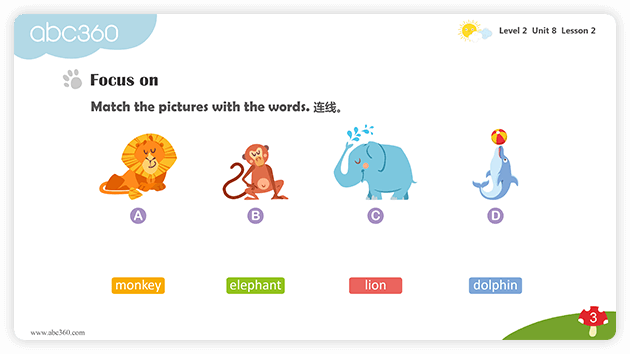 abc360
Level 2 Unit 8 Lesson 2
Focus on
Match the pictures with the words. 连线。
A B C D
monkey elephant lion dolphin
www.abc360.com
3